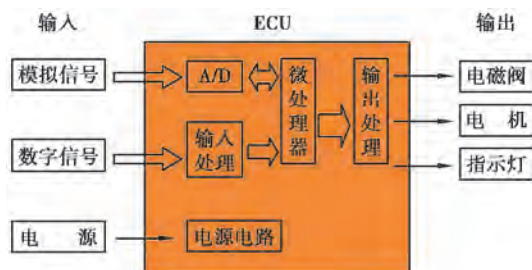 输入 ECU 输出
模拟信号
A/D
微处理器
输出处理
电磁阀
数字信号
输入
处理
电 机
指示灯
电 源
电源电路